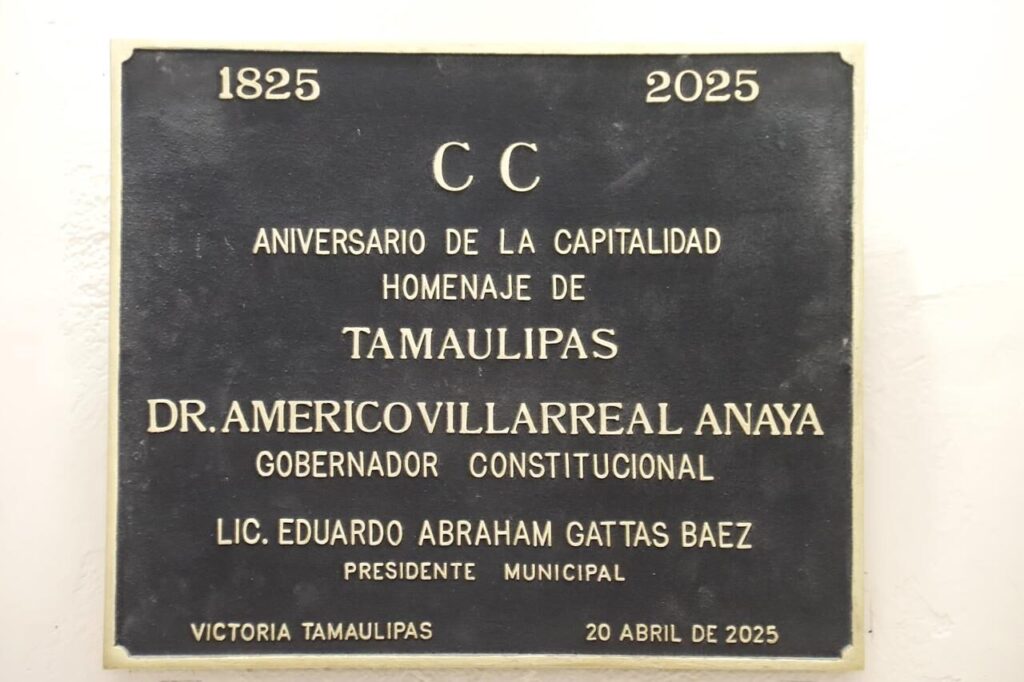 1825 2025
C C
ANIVERSARIO DE LA CAPITALIDAD
HOMENAJE DE
TAMAULIPAS
DR. AMERICO VILLARREAL ANAYA
GOBERNADOR CONSTITUCIONAL
LIC. EDUARDO ABRAHAM GATTAS BAEZ
PRESIDENTE MUNICIPAL
VICTORIA TAMAULIPAS 20 ABRIL DE 2025